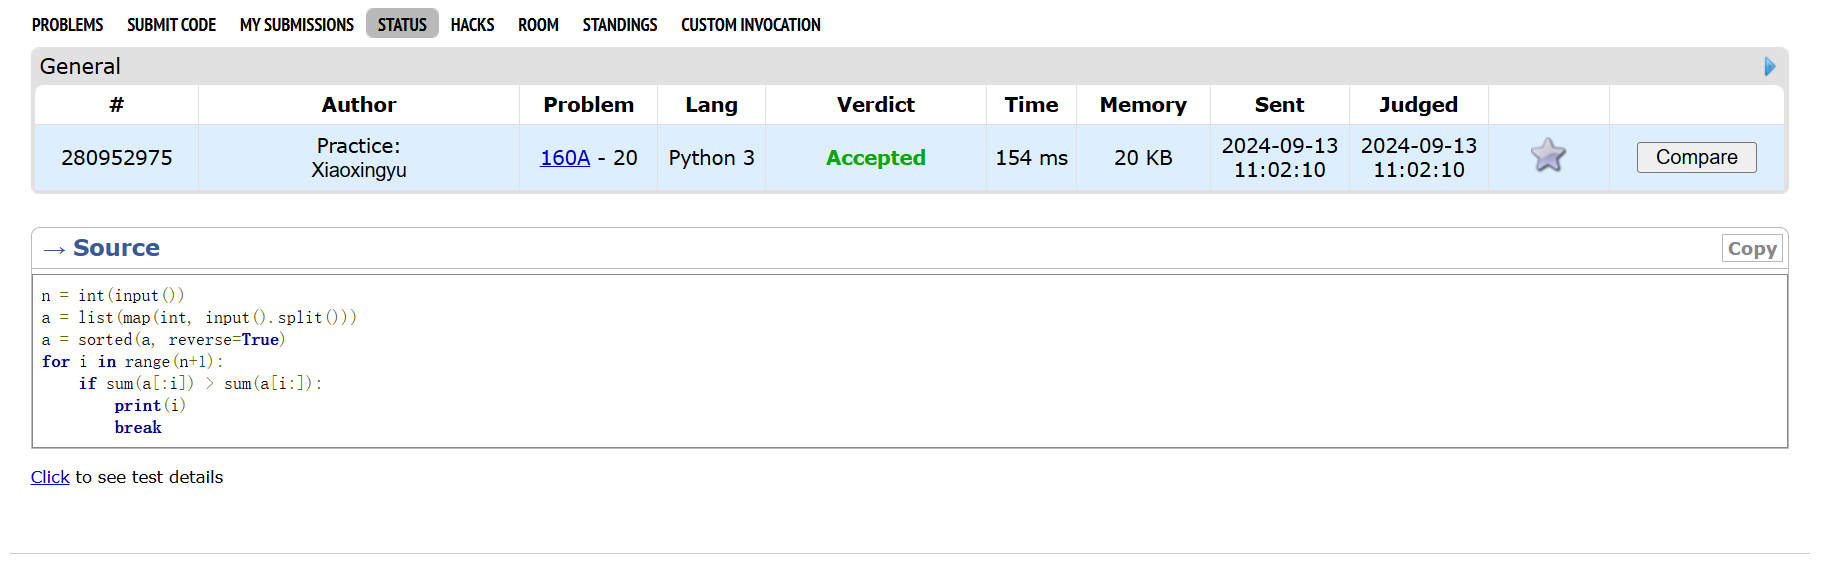 PROBLEMS SUBMIT CODE MY SUBMISSIONS STATUS HACKS ROOM STANDINGS CUSTOM INVOCATION
General
# Author Problem Lang Verdict Time Memory Sent Judged
280952975 Practice: Xiaoxingyu 160A - 20 Python 3 Accepted 154 ms 20 KB 2024-09-13 11:02:10 2024-09-13 11:02:10 Compare
→ Source Copy
n = int(input())
a = list(map(int, input().split()))
a = sorted(a, reverse=True)
for i in range(n+1):
    if sum(a[:i]) > sum(a[i:]):
        print(i)
        break
Click to see test details